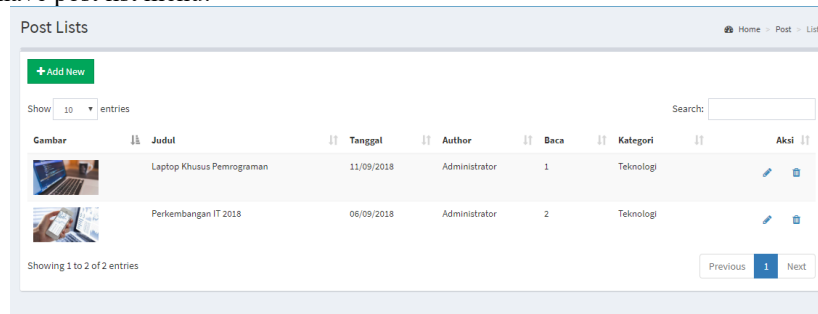 Post Lists
Home > Post > List
+Add New
Show 10 entries
Search:
Gambar Judul Tanggal Author Baca Kategori Aksi
Laptop Khusus Pemrograman 11/09/2018 Administrator 1 Teknologi
Perkembangan IT 2018 06/09/2018 Administrator 2 Teknologi
Showing 1 to 2 of 2 entries
Previous 1 Next